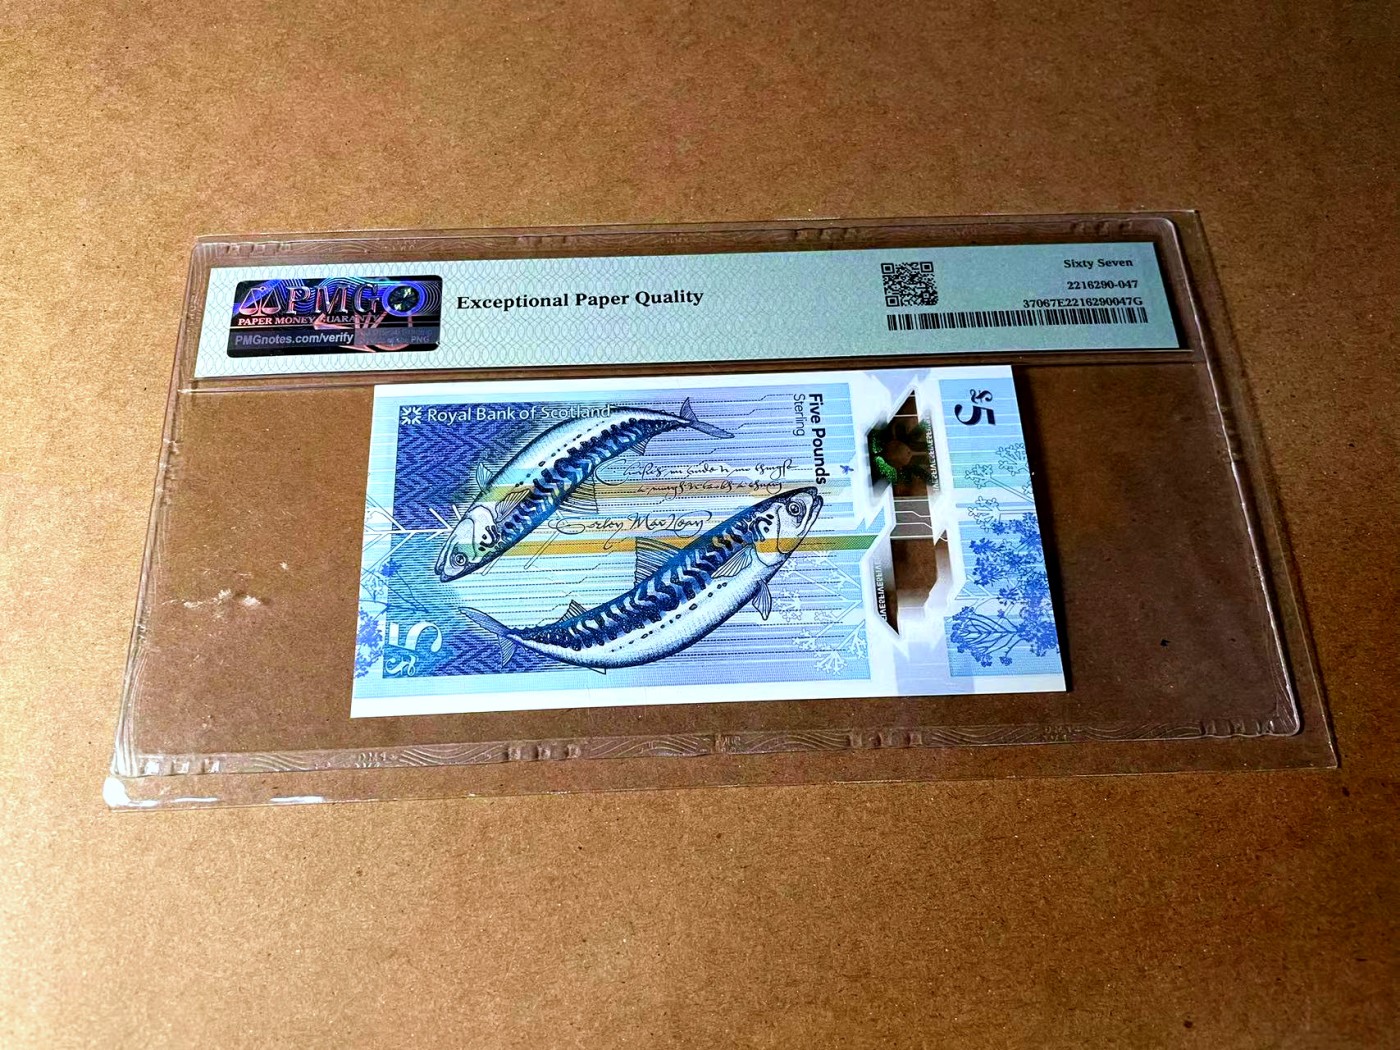 PMG
PAPER MONEY GUARANTY
PMGnotes.com/verify
Exceptional Paper Quality
Sixty Seven
2216290-047
37067E2216290047G
Royal Bank of Scotland
Five Pounds
Sterling
£5
£5